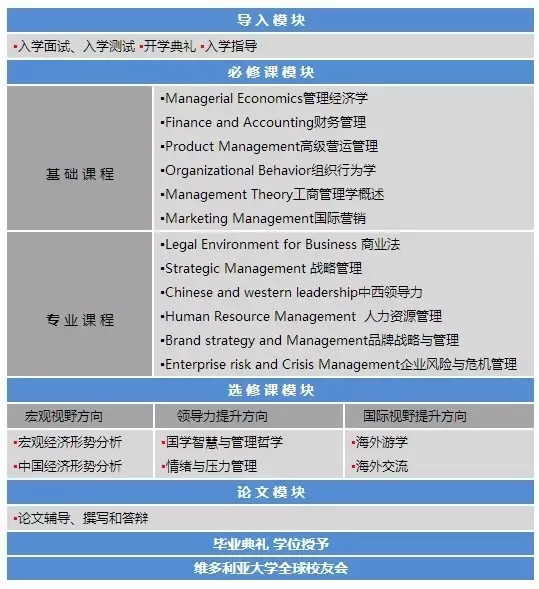 导入模块
▪入学面试、入学测试 ▪开学典礼 ▪入学指导
必修课模块
基础课程
▪Managerial Economics管理经济学
▪Finance and Accounting财务管理
▪Product Management高级营运管理
▪Organizational Behavior组织行为学
▪Management Theory工商管理学概述
▪Marketing Management国际营销
专业课程
▪Legal Environment for Business 商业法
▪Strategic Management 战略管理
▪Chinese and western leadership中西领导力
▪Human Resource Management 人力资源管理
▪Brand strategy and Management品牌战略与管理
▪Enterprise risk and Crisis Management企业风险与危机管理
选修课模块
宏观视野方向 领导力提升方向 国际视野提升方向
▪宏观经济形势分析 ▪国学智慧与管理哲学 ▪海外游学
▪中国经济形势分析 ▪情绪与压力管理 ▪海外交流
论文模块
▪论文辅导、撰写和答辩
毕业典礼 学位授予
维多利亚大学全球校友会